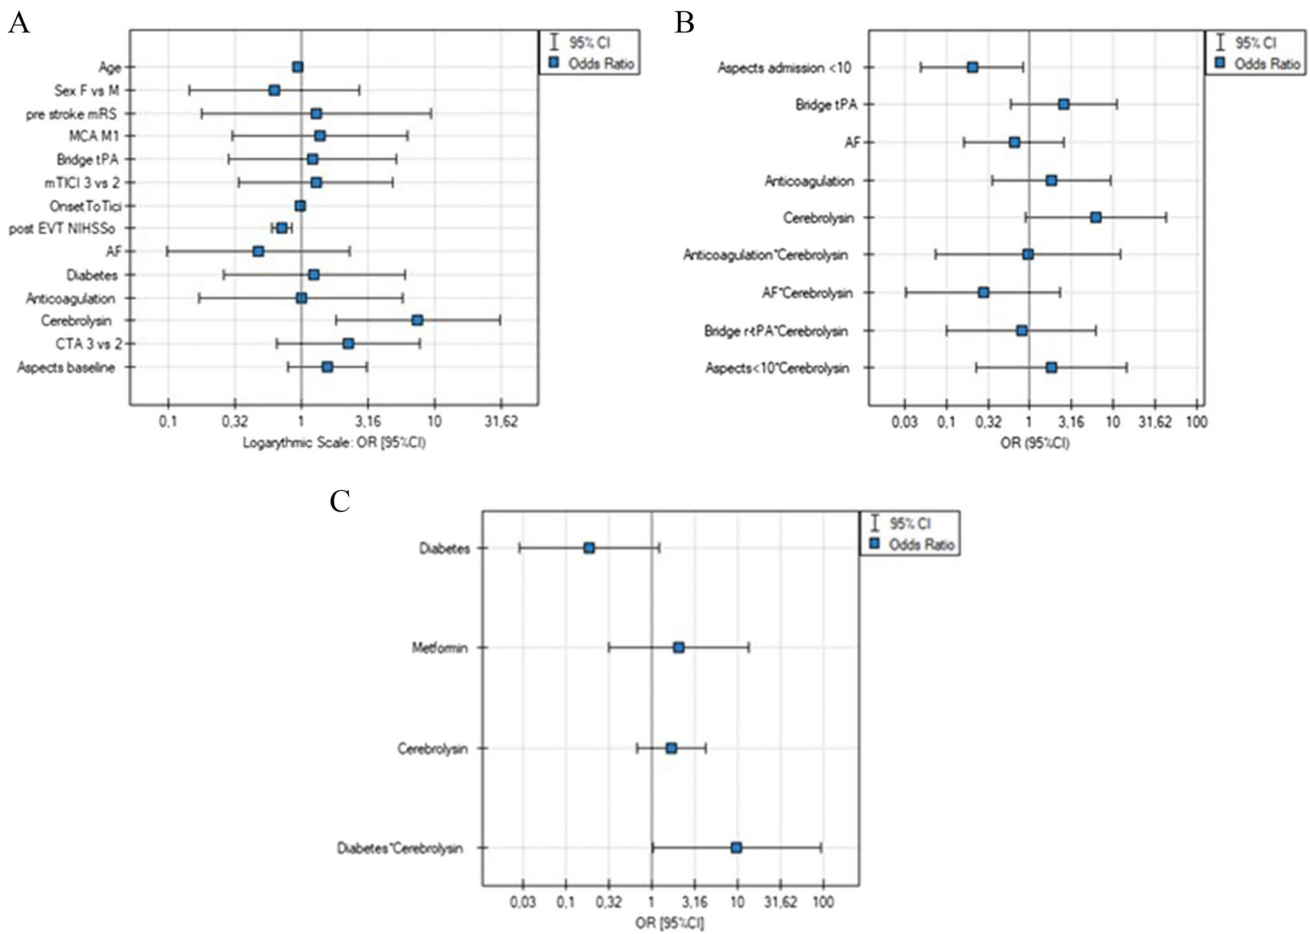 A
95% CI
Odds Ratio
Age
Sex F vs M
pre stroke mRS
MCA M1
Bridge tPA
mTICI 3 vs 2
OnsetToTici
post EVT NIHSSo
AF
Diabetes
Anticoagulation
Cerebrolysin
CTA 3 vs 2
Aspects baseline
0,1 0,32 1 3,16 10 31,62
Logarythmic Scale: OR [95%CI)
B
95% CI
Odds Ratio
Aspects admission <10
Bridge tPA
AF
Anticoagulation
Cerebrolysin
Anticoagulation*Cerebrolysin
AF*Cerebrolysin
Bridge r-tPA*Cerebrolysin
Aspects<10*Cerebrolysin
0,03 0,1 0,32 1 3,16 10 31,62 100
OR (95%CI)
C
95% CI
Odds Ratio
Diabetes
Metformin
Cerebrolysin
Diabetes*Cerebrolysin
0,03 0,1 0,32 1 3,16 10 31,62 100
OR [95%CI]